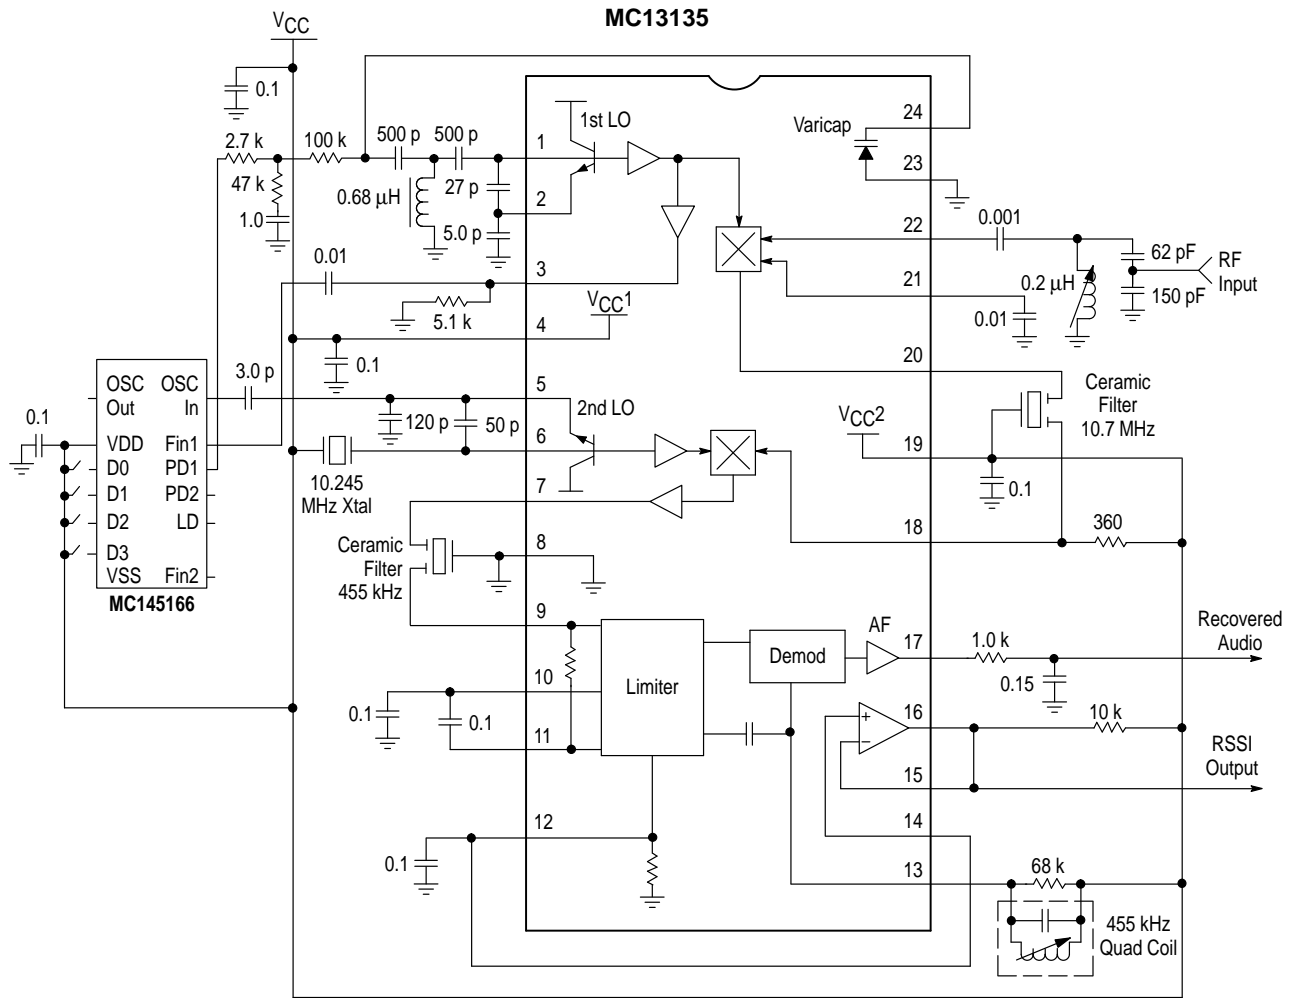 MC13135
VCC
0.1
2.7 k
100 k
500 p
500 p
47 k
1.0
0.68 μH
27 p
5.0 p
1
1st LO
2
Varicap
24
23
0.01
3
5.1 k
VCC1
4
0.1
22
0.001
62 pF
RF
Input
0.2 μH
150 pF
21
0.01
20
Ceramic
Filter
10.7 MHz
OSC
Out
OSC
In
VDD
Fin1
D0
PD1
D1
PD2
D2
LD
D3
VSS
Fin2
MC145166
0.1
3.0 p
5
120 p
50 p
2nd LO
6
10.245
MHz Xtal
7
VCC2
19
0.1
18
360
Ceramic
Filter
455 kHz
8
9
Limiter
Demod
AF
17
1.0 k
Recovered
Audio
0.15
10
0.1
0.1
11
+
–
16
10 k
15
RSSI
Output
14
12
0.1
13
68 k
455 kHz
Quad Coil